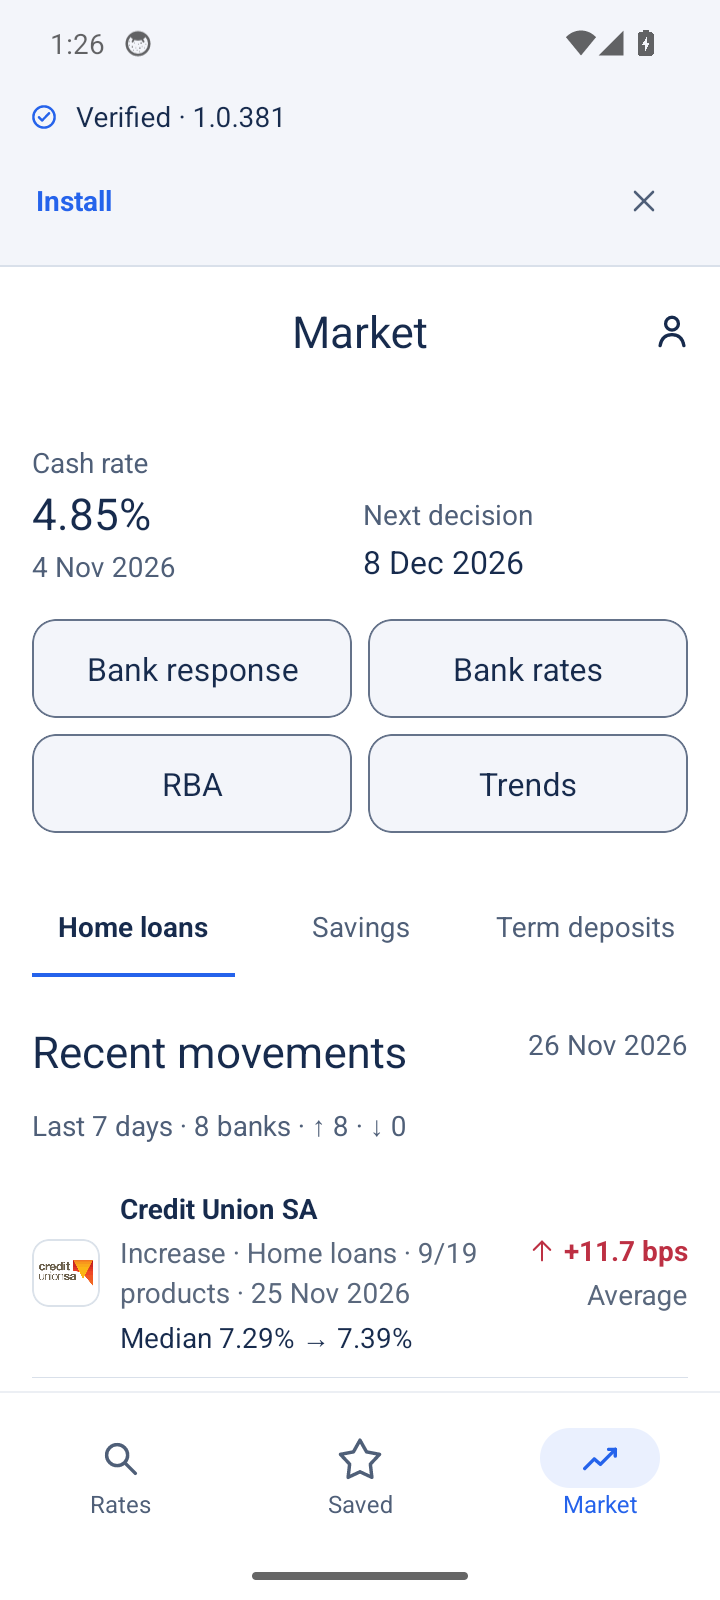 1:26
Verified · 1.0.381
Install
Market
Cash rate
4.85%
4 Nov 2026
Next decision
8 Dec 2026
Bank response
Bank rates
RBA
Trends
Home loans
Savings
Term deposits
Recent movements
26 Nov 2026
Last 7 days · 8 banks · ↑ 8 · ↓ 0
Credit Union SA
credit
unionsa
Increase · Home loans · 9/19
products · 25 Nov 2026
Median 7.29% → 7.39%
↑ +11.7 bps
Average
Rates
Saved
Market